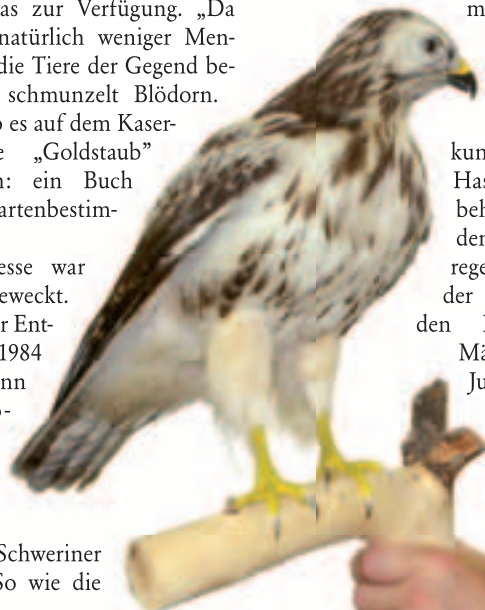 as zur Verfügung. „Da
natürlich weniger Men-
die Tiere der Gegend be-
schmunzelt Blödorn.
es auf dem Kaser-
„Goldstaub”
ein Buch
artenbestim-
esse war
eweckt.
r Ent-
1984
nn
Schweriner
So wie die
m
kun
Has
beh
den
rege
der
den
Mä
Ju